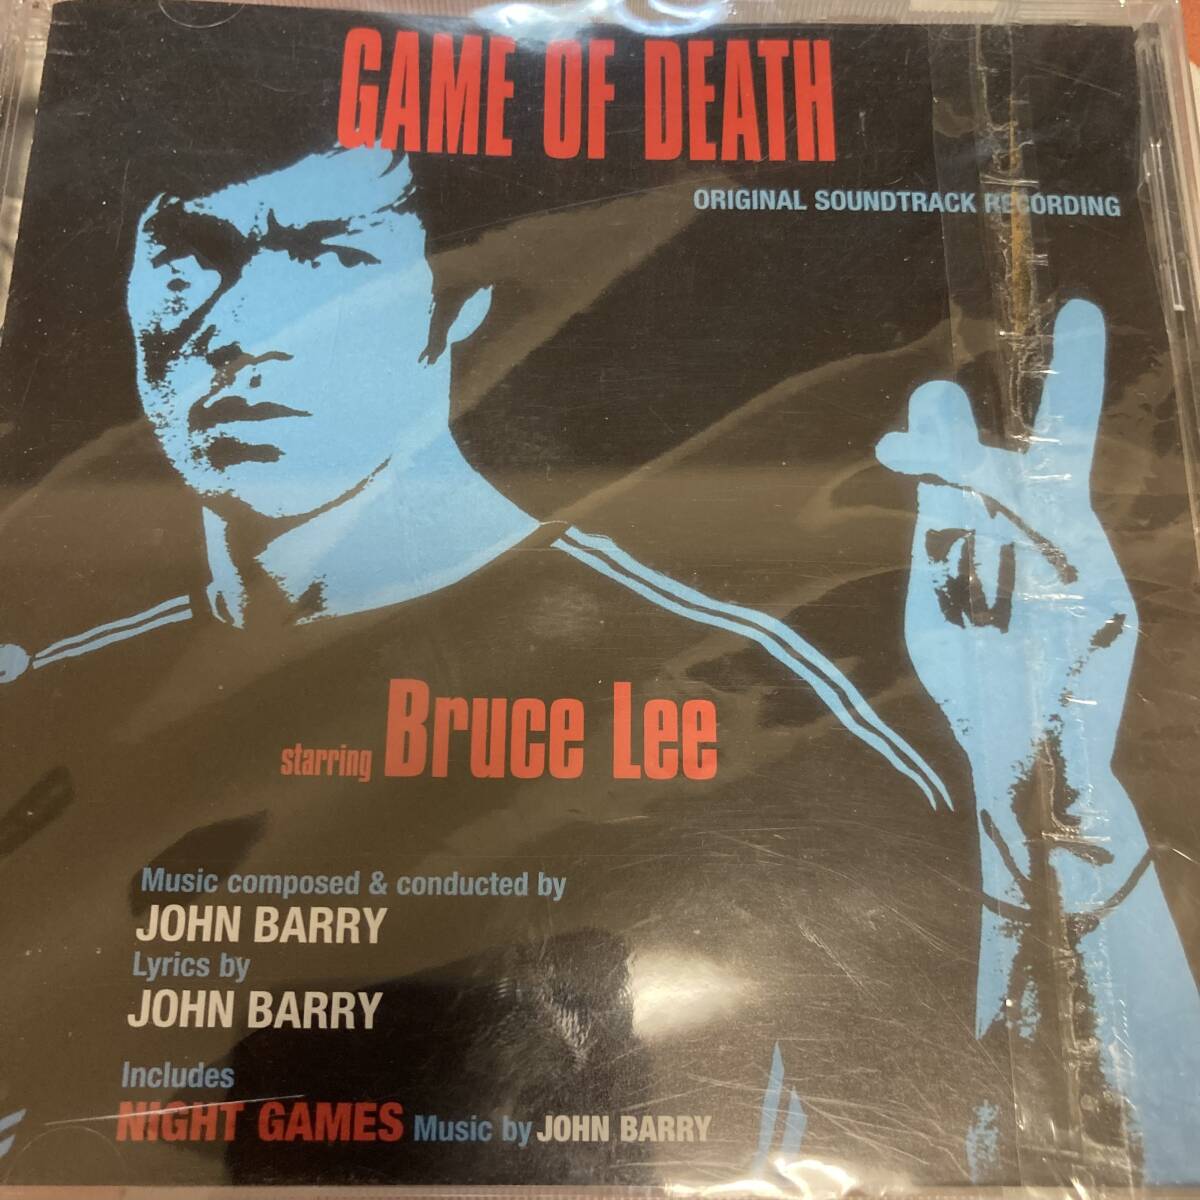 GAME OF DEATH
ORIGINAL SOUNDTRACK RECORDING
starring Bruce Lee
Music composed & conducted by
JOHN BARRY
Lyrics by
JOHN BARRY
Includes
NIGHT GAMES Music by JOHN BARRY